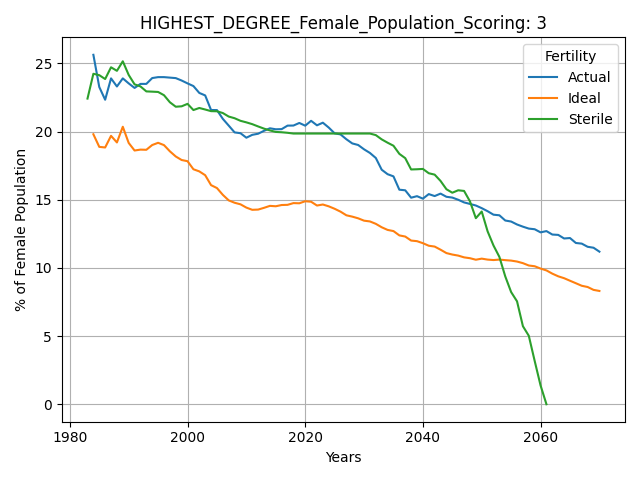 HIGHEST_DEGREE_Female_Population_Scoring: 3
Fertility
Actual
Ideal
Sterile
% of Female Population
25
20
15
10
5
0
1980
2000
2020
2040
2060
Years